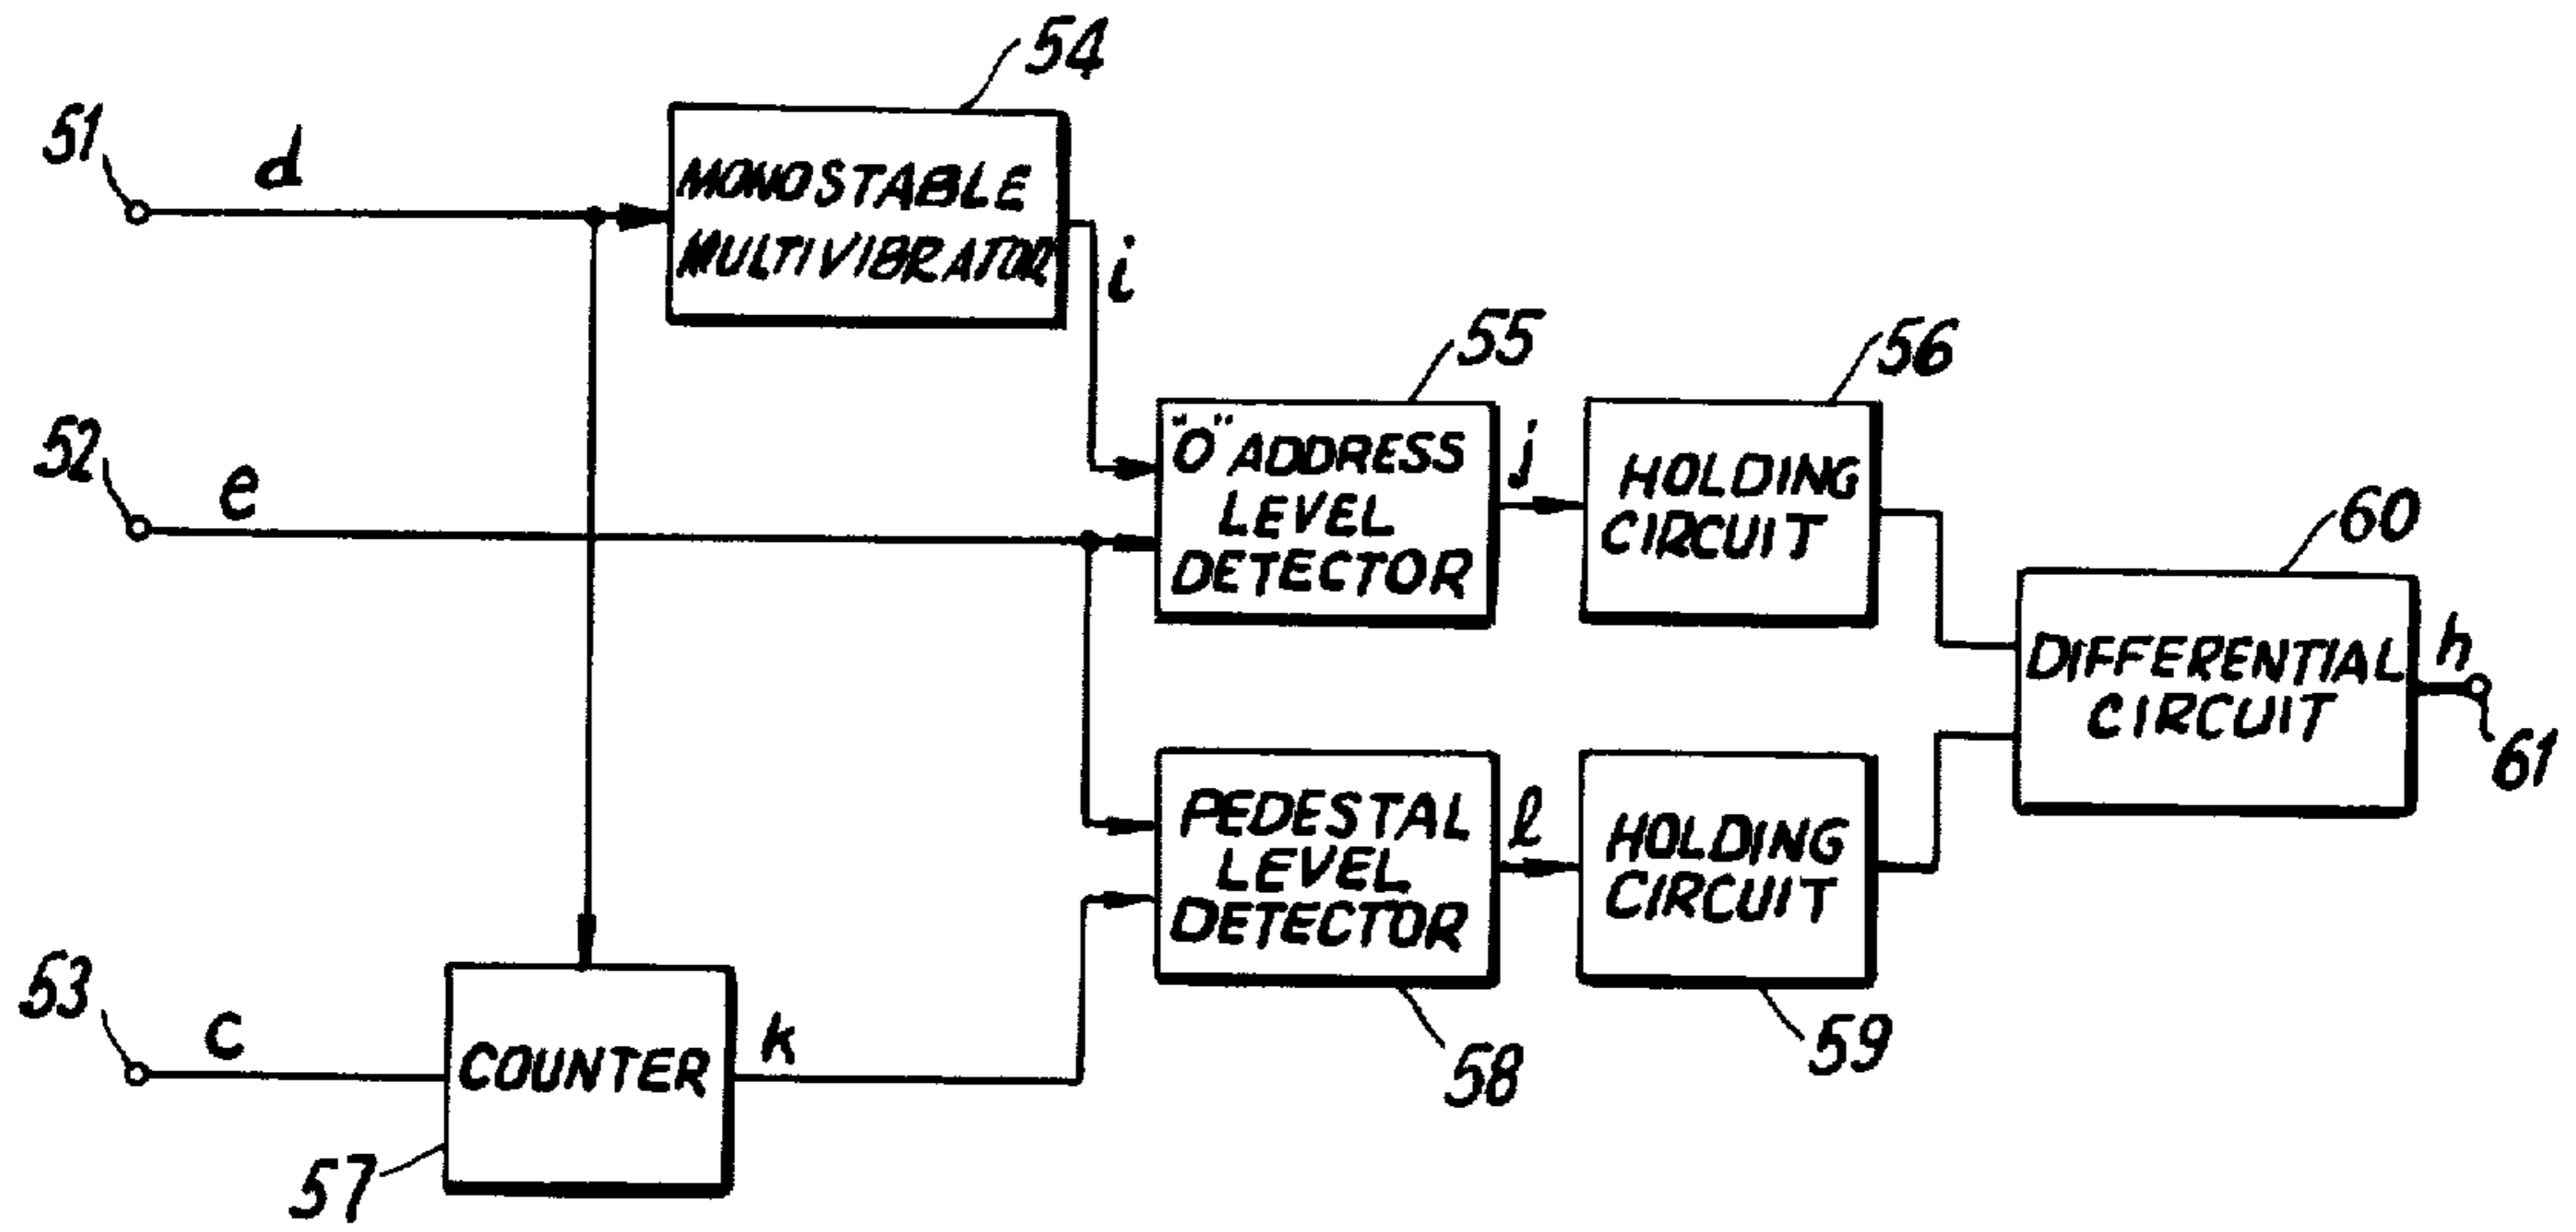 54
51
d
MONOSTABLE
MULTIVIBRATOR
i
55
56
52
e
"0" ADDRESS
LEVEL
DETECTOR
j
HOLDING
CIRCUIT
60
DIFFERENTIAL
CIRCUIT
h
61
PEDESTAL
LEVEL
DETECTOR
l
HOLDING
CIRCUIT
53
c
COUNTER
k
58
59
57